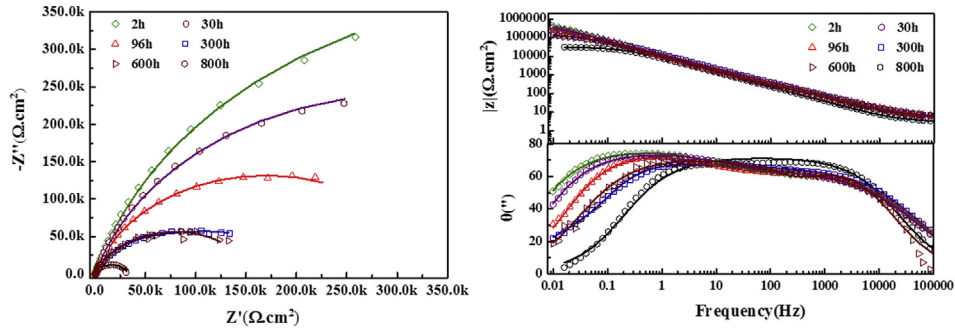 350.0k
300.0k
250.0k
200.0k
150.0k
100.0k
50.0k
0.0
-Z''(Ω.cm²)
2h 30h
96h 300h
600h 800h
0.0 50.0k 100.0k 150.0k 200.0k 250.0k 300.0k 350.0k
Z'(Ω.cm²)
1000000
100000
10000
1000
100
10
1
|z|(Ω.cm²)
2h 30h
96h 300h
600h 800h
80
60
40
20
0
θ(°)
0.01 0.1 1 10 100 1000 10000 100000
Frequency(Hz)